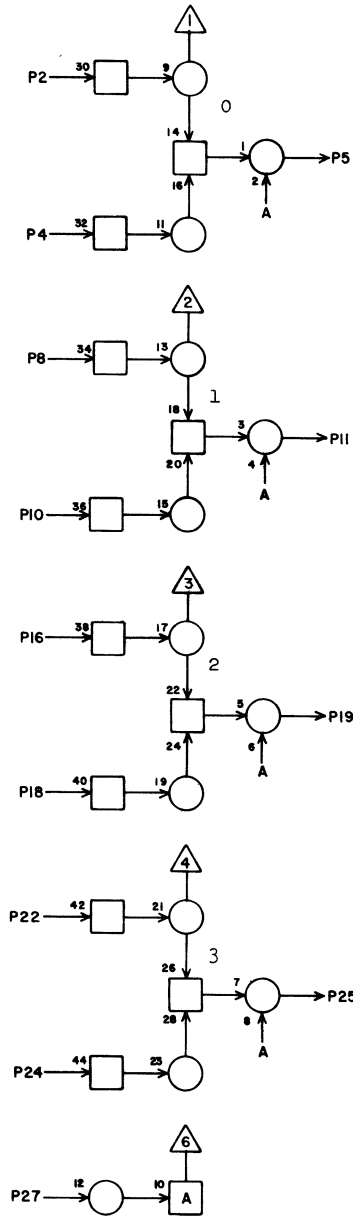 1
P2 30 9
0
14 1 P5
16 2
P4 32 11 A
2
P8 34 13
1
18 3 P11
20 4
P10 36 15 A
3
P16 38 17
2
22 5 P19
24 6
P18 40 19 A
4
P22 42 21
3
26 7 P25
28 8
P24 44 23 A
6
P27 12 10 A